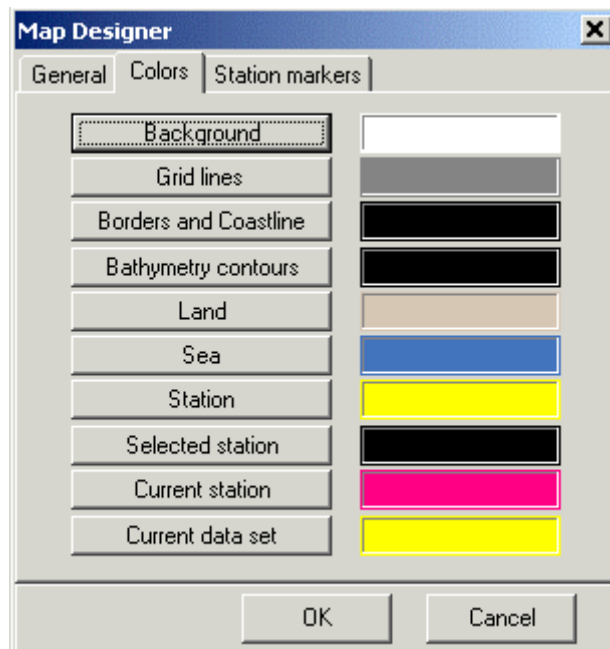 Map Designer
General Colors Station markers
Background
Grid lines
Borders and Coastline
Bathymetry contours
Land
Sea
Station
Selected station
Current station
Current data set
OK Cancel